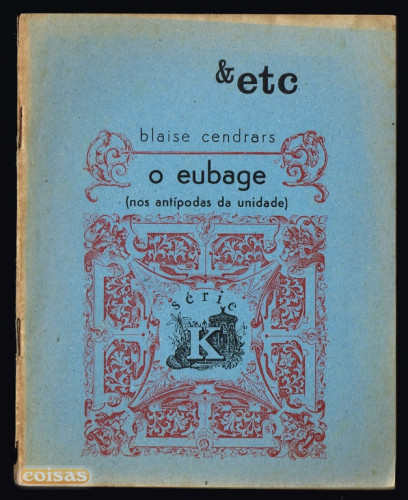 & etc
blaise cendrars
o eubage
(nos antípodas da unidade)
série
K
coisas